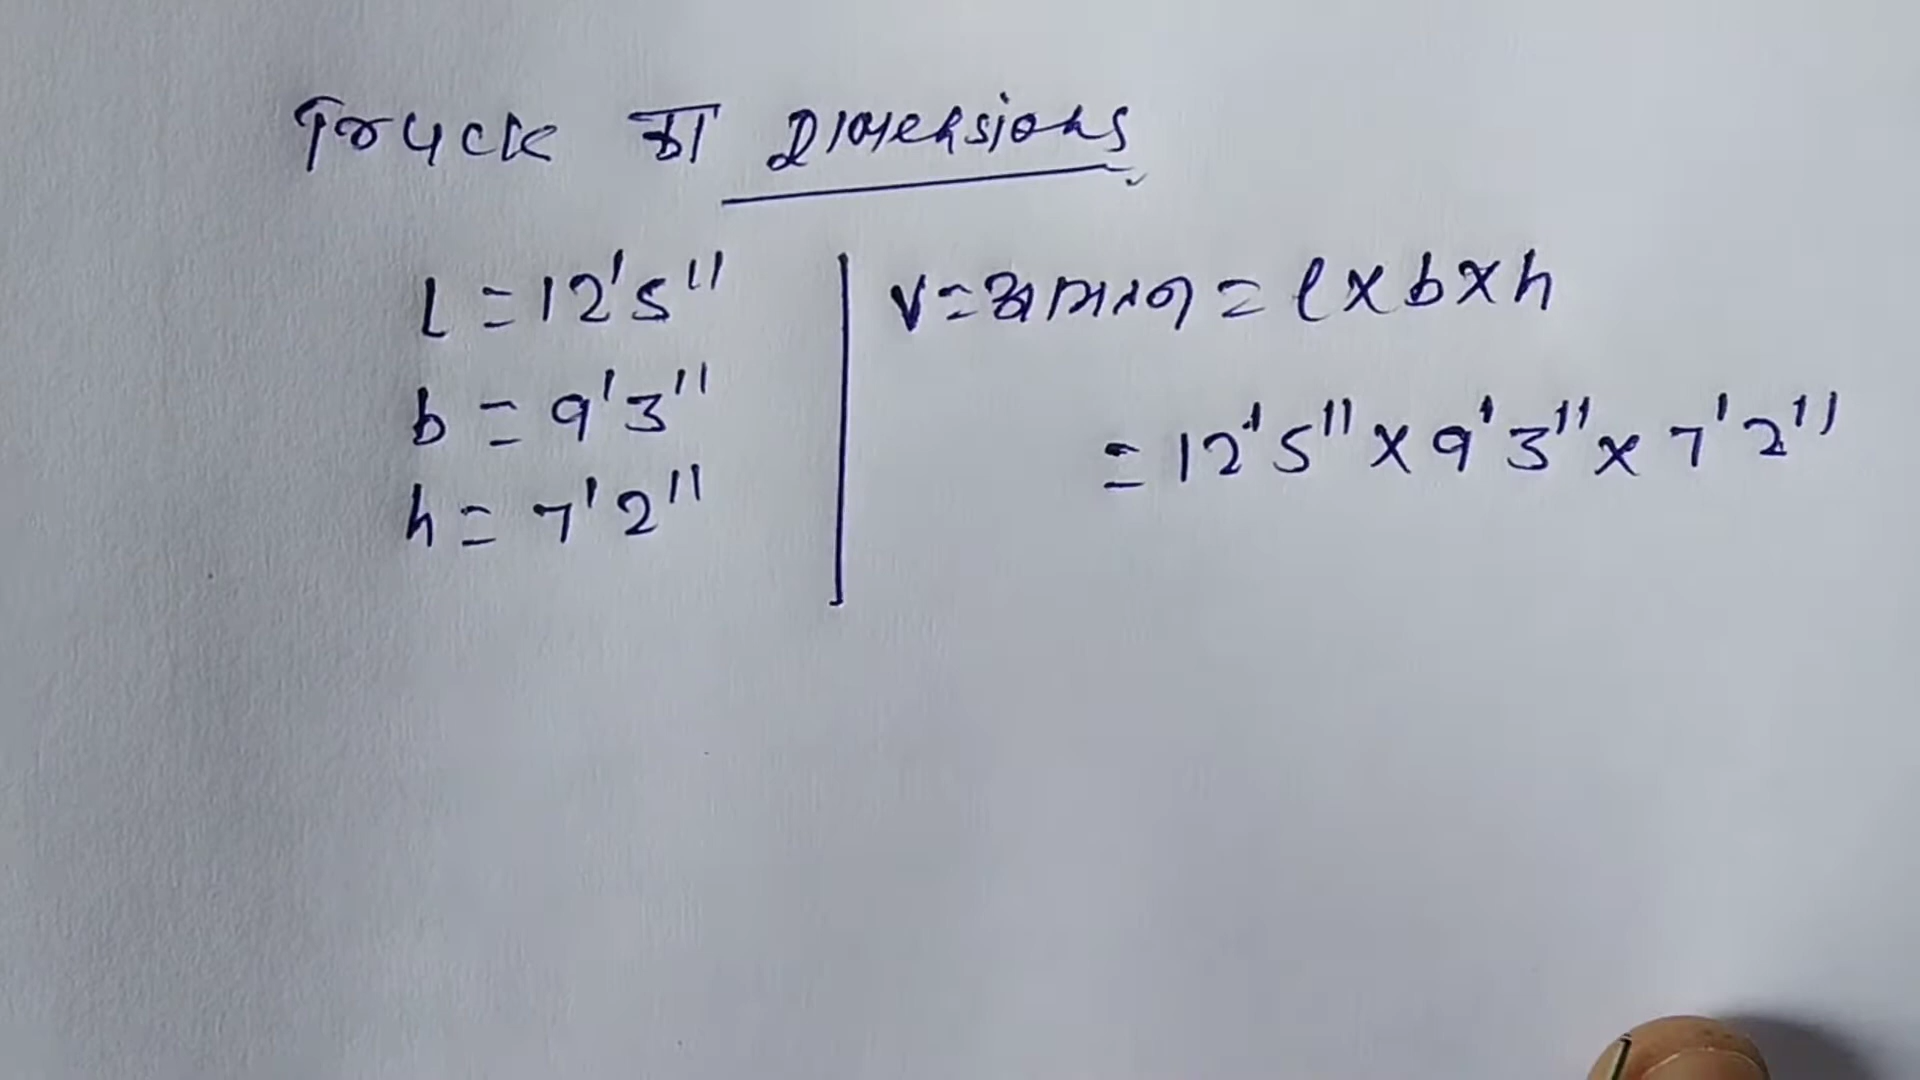 Truck का Dimensions
L = 12'5"
b = 9'3"
h = 7'2"
V = आयतन = l x b x h
= 12'5" x 9'3" x 7'2"